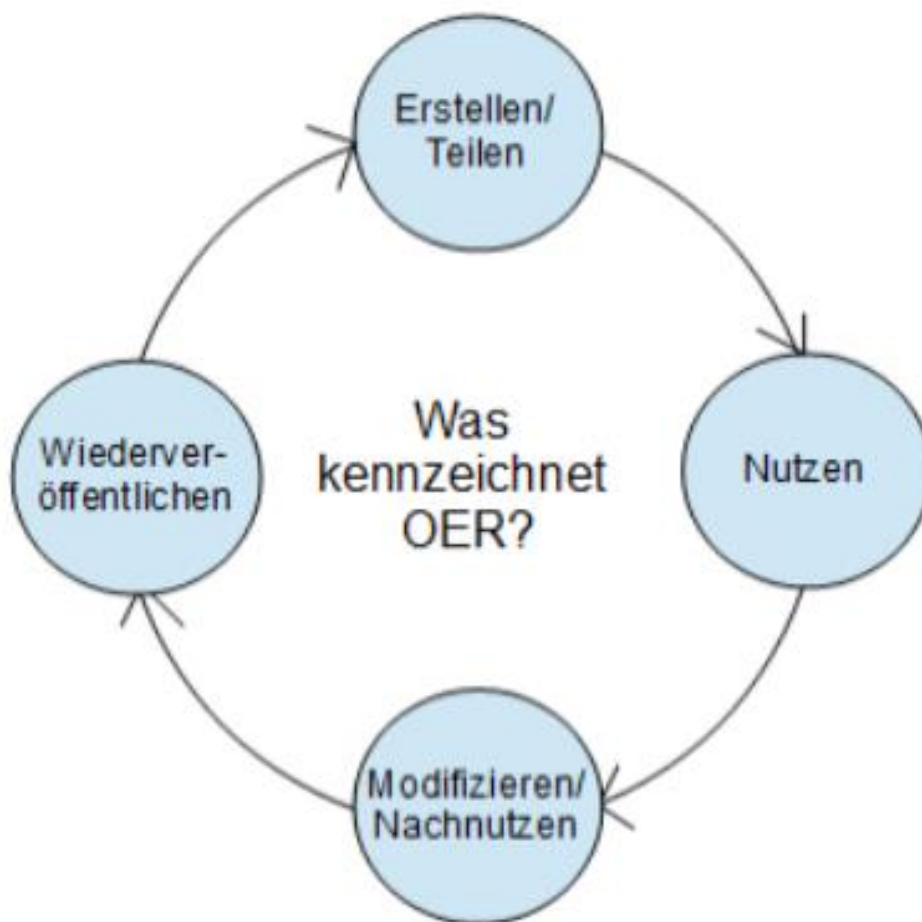 Erstellen/
Teilen
Nutzen
Modifizieren/
Nachnutzen
Wiederver-
öffentlichen
Was
kennzeichnet
OER?